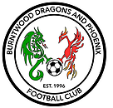 BURNTWOOD DRAGONS AND PHOENIX
EST. 1996
FOOTBALL CLUB